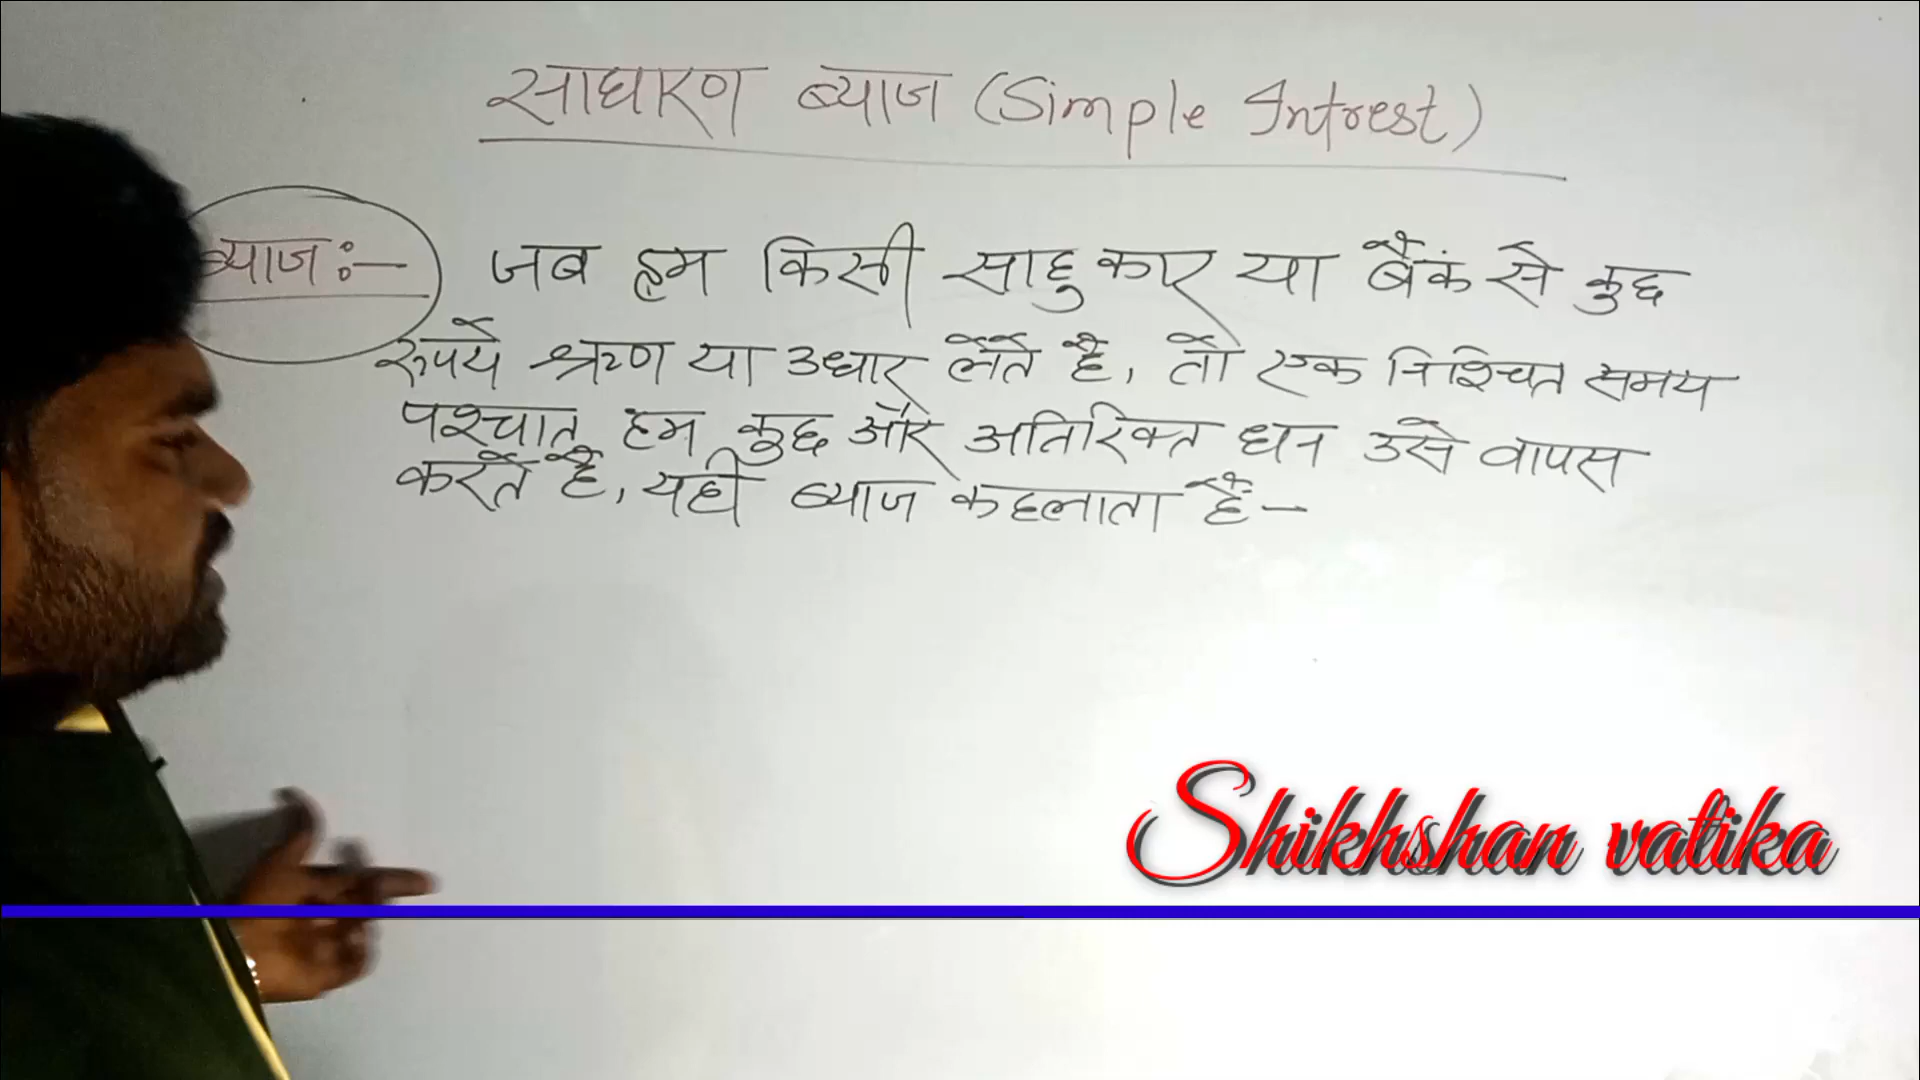 साधारण ब्याज (Simple Intrest)
ब्याज :- जब हम किसी साहुकार या बैंक से कुछ
रुपये श्रण या उधार लेते है, तो एक निश्चित समय
पश्चात् हम कुछ और अतिरिक्त धन उसे वापस
करते है, यही ब्याज कहलाता है -
Shikhshan vatika